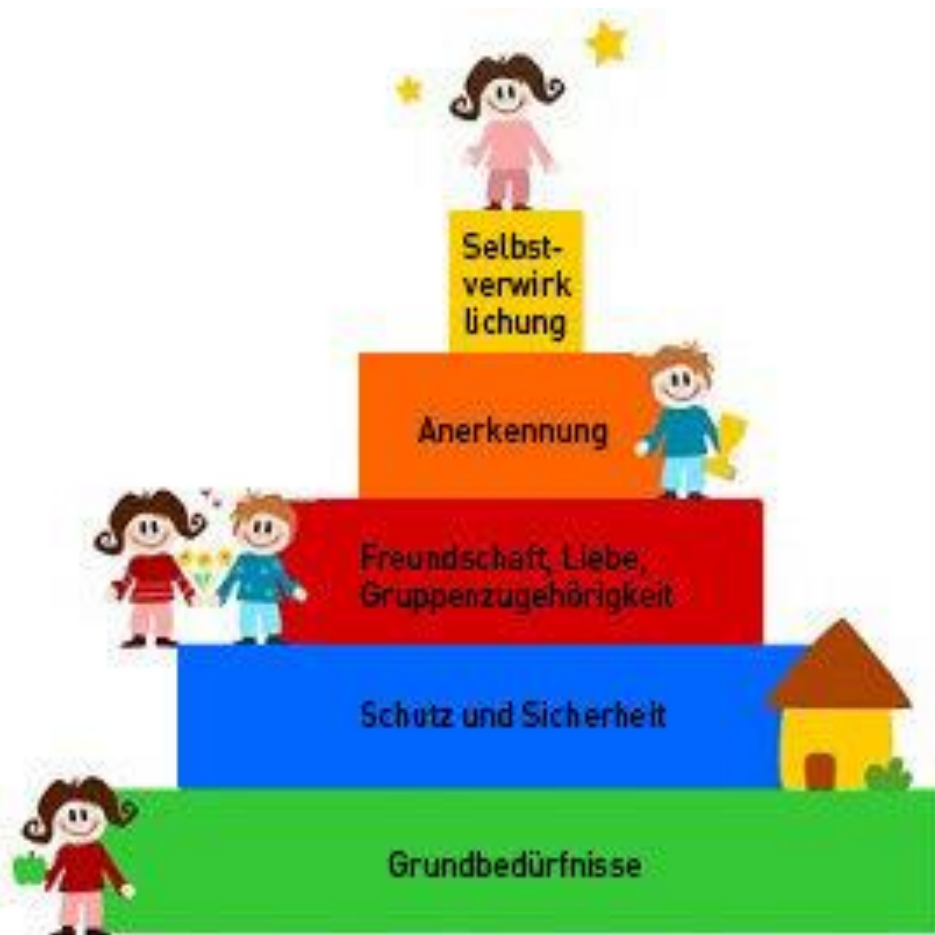 Selbst-
verwirk
lichung
Anerkennung
Freundschaft, Liebe,
Gruppenzugehörigkeit
Schutz und Sicherheit
Grundbedürfnisse